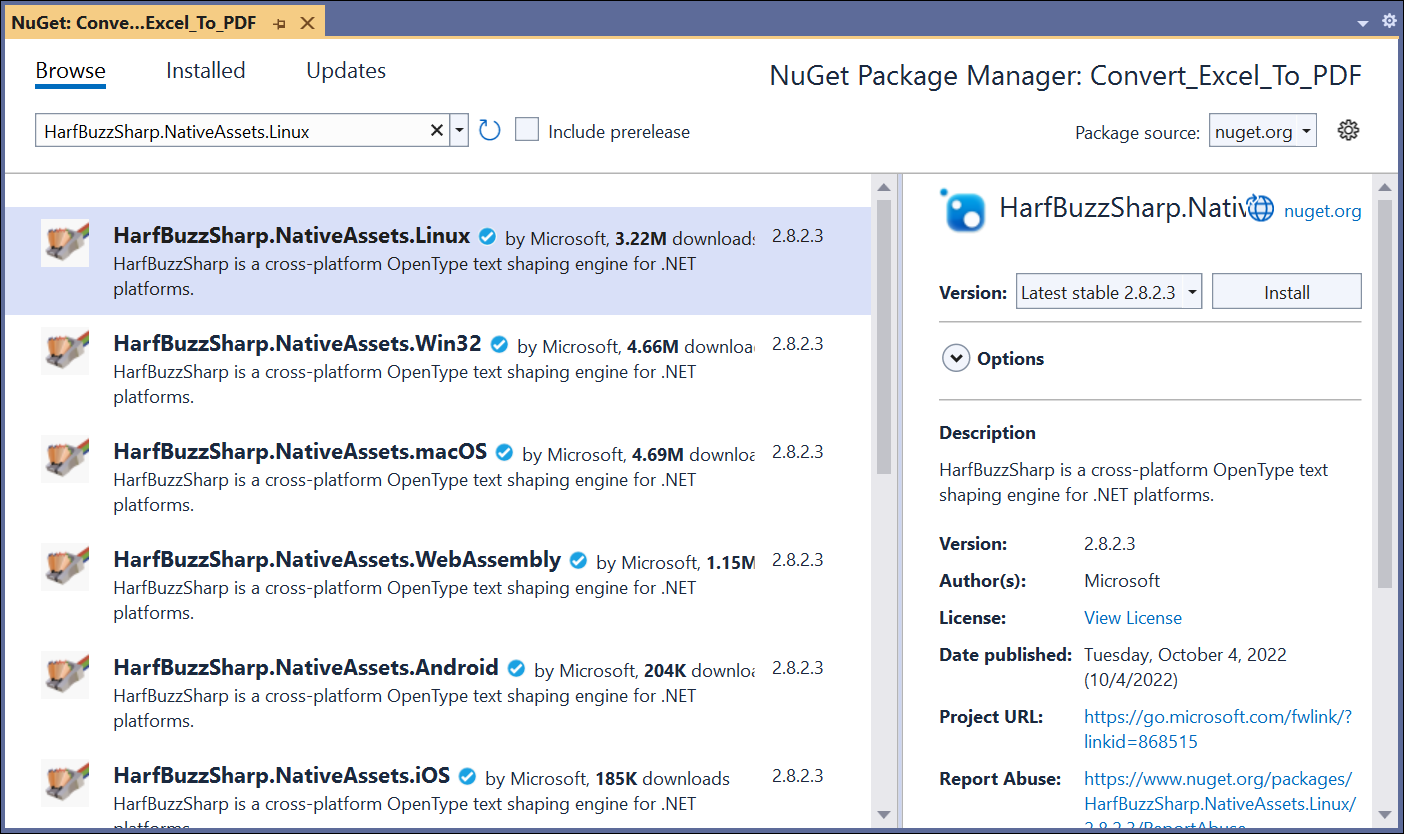 NuGet: Conve...Excel_To_PDF
Browse Installed Updates
NuGet Package Manager: Convert_Excel_To_PDF
HarfBuzzSharp.NativeAssets.Linux
Include prerelease
Package source: nuget.org
HarfBuzzSharp.NativeAssets.Linux by Microsoft, 3.22M downloads 2.8.2.3
HarfBuzzSharp is a cross-platform OpenType text shaping engine for .NET
platforms.
HarfBuzzSharp.NativeAssets.Win32 by Microsoft, 4.66M downloa 2.8.2.3
HarfBuzzSharp is a cross-platform OpenType text shaping engine for .NET
platforms.
HarfBuzzSharp.NativeAssets.macOS by Microsoft, 4.69M downloa 2.8.2.3
HarfBuzzSharp is a cross-platform OpenType text shaping engine for .NET
platforms.
HarfBuzzSharp.NativeAssets.WebAssembly by Microsoft, 1.15M 2.8.2.3
HarfBuzzSharp is a cross-platform OpenType text shaping engine for .NET
platforms.
HarfBuzzSharp.NativeAssets.Android by Microsoft, 204K downloa 2.8.2.3
HarfBuzzSharp is a cross-platform OpenType text shaping engine for .NET
platforms.
HarfBuzzSharp.NativeAssets.iOS by Microsoft, 185K downloads 2.8.2.3
HarfBuzzSharp is a cross-platform OpenType text shaping engine for .NET
platforms.
HarfBuzzSharp.Nativ nuget.org
Version: Latest stable 2.8.2.3 Install
Options
Description
HarfBuzzSharp is a cross-platform OpenType text
shaping engine for .NET platforms.
Version: 2.8.2.3
Author(s): Microsoft
License: View License
Date published: Tuesday, October 4, 2022
(10/4/2022)
Project URL: https://go.microsoft.com/fwlink/?
linkid=868515
Report Abuse: https://www.nuget.org/packages/
HarfBuzzSharp.NativeAssets.Linux/
2.8.2.3/ReportAbuse